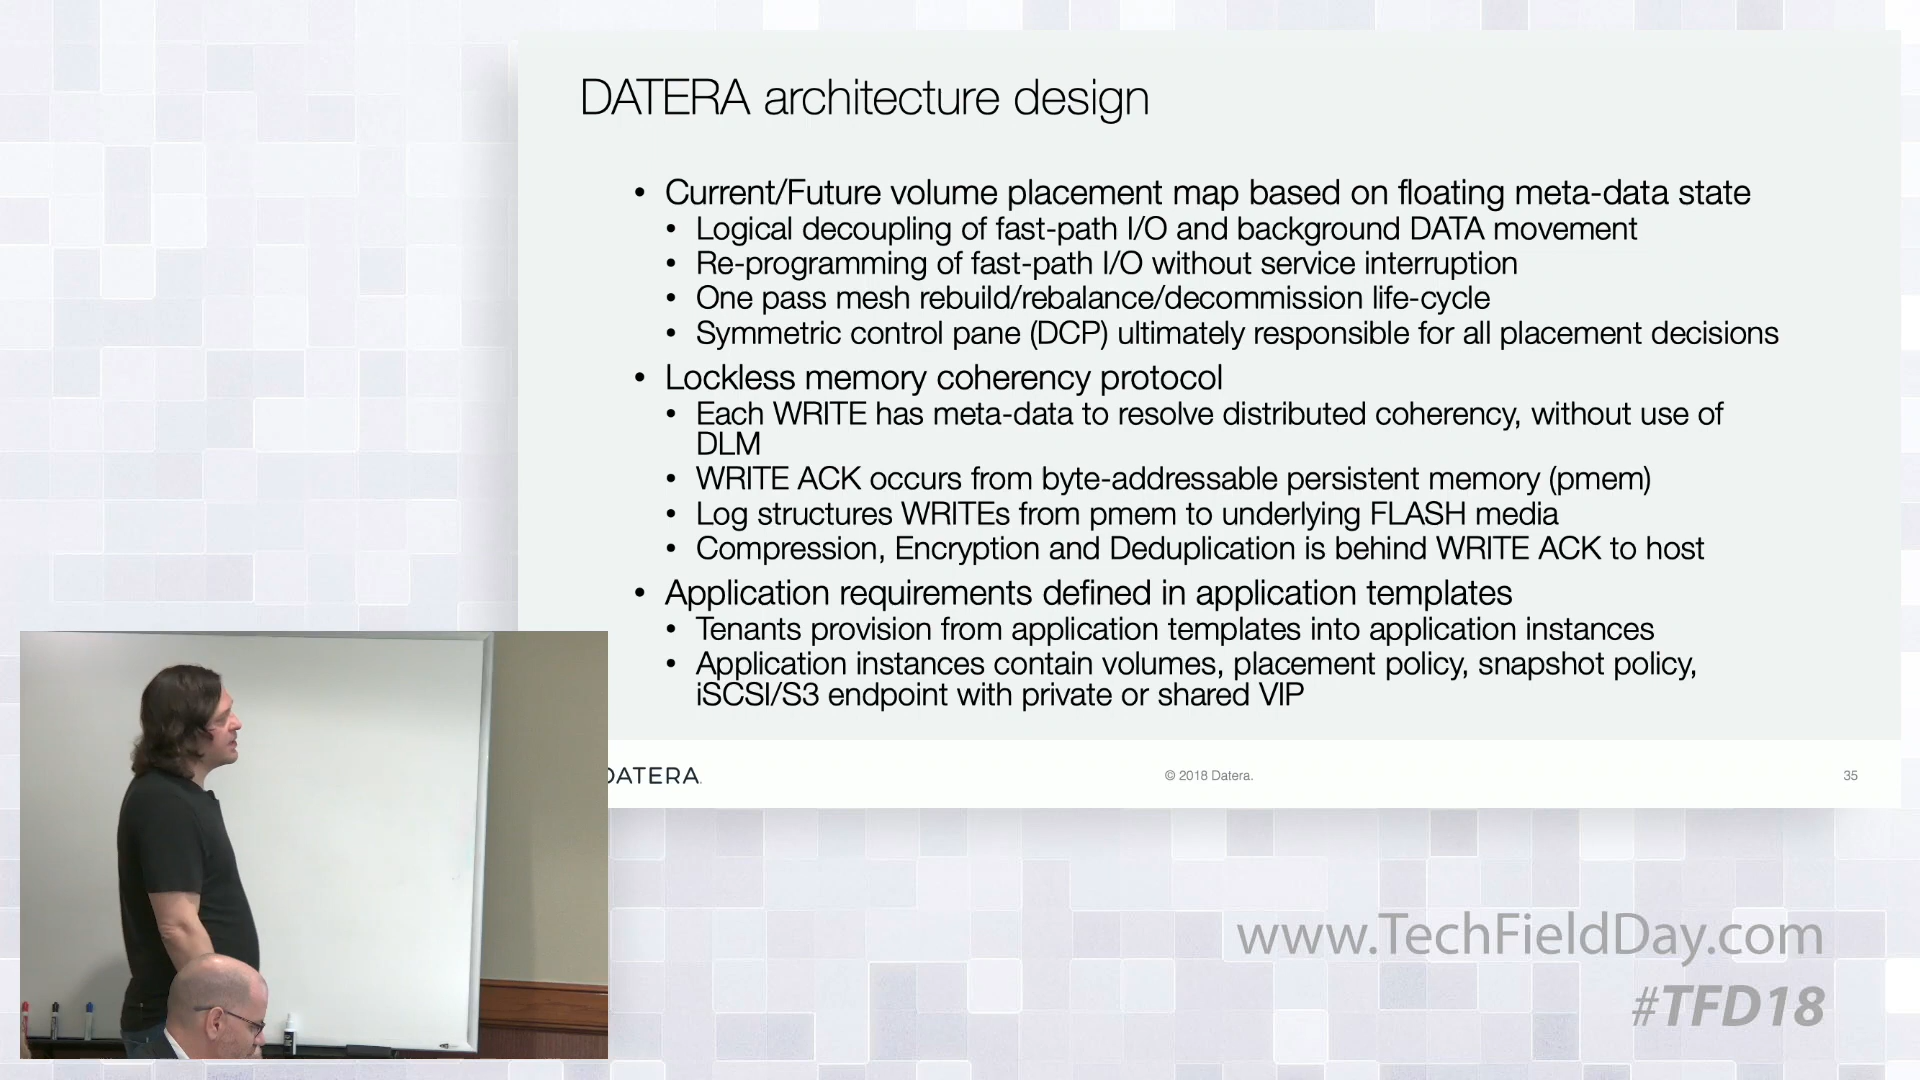 DATERA architecture design
• Current/Future volume placement map based on floating meta-data state
• Logical decoupling of fast-path I/O and background DATA movement
• Re-programming of fast-path I/O without service interruption
• One pass mesh rebuild/rebalance/decommission life-cycle
• Symmetric control pane (DCP) ultimately responsible for all placement decisions
• Lockless memory coherency protocol
• Each WRITE has meta-data to resolve distributed coherency, without use of
DLM
• WRITE ACK occurs from byte-addressable persistent memory (pmem)
• Log structures WRITEs from pmem to underlying FLASH media
• Compression, Encryption and Deduplication is behind WRITE ACK to host
• Application requirements defined in application templates
• Tenants provision from application templates into application instances
• Application instances contain volumes, placement policy, snapshot policy,
iSCSI/S3 endpoint with private or shared VIP
DATERA.
© 2018 Datera.
35
www.TechFieldDay.com
#TFD18